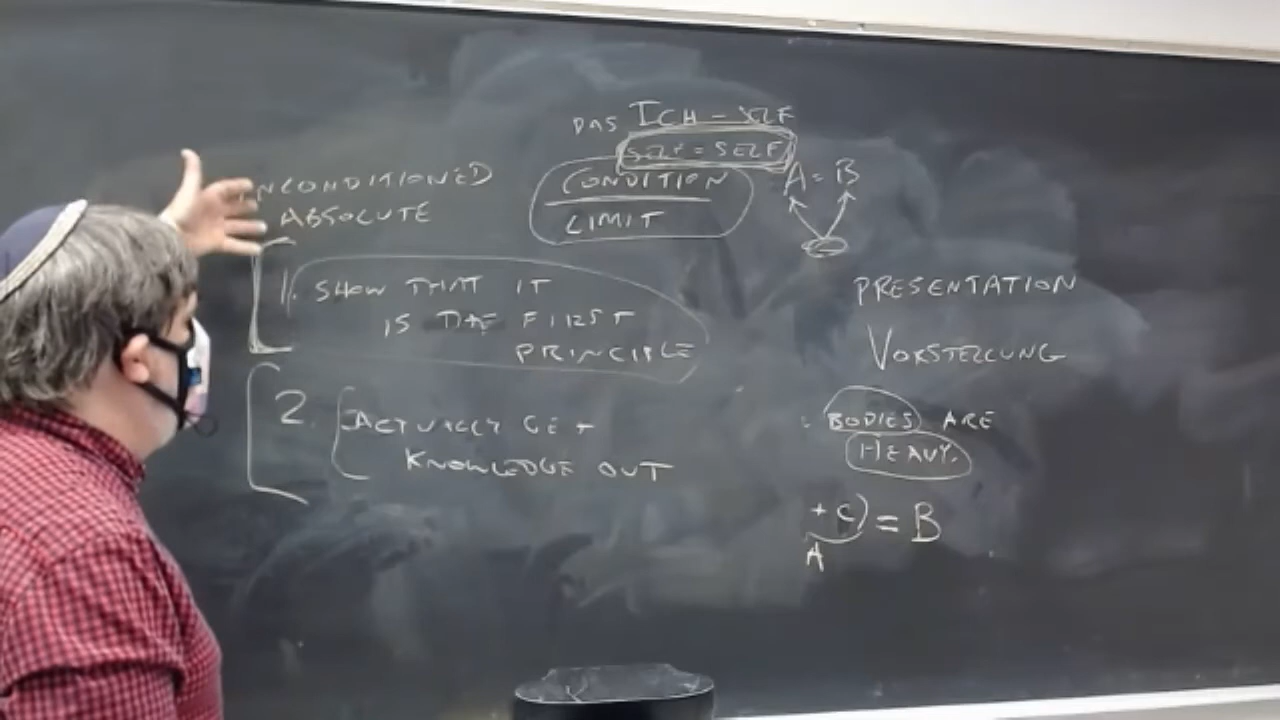 DAS ICH - SELF
SELF = SELF
NCONDITIONED
ABSOLUTE
CONDITION
LIMIT
A = B
1. SHOW THAT IT
IS THE FIRST
PRINCIPLE
2. ACTUALLY GET
KNOWLEDGE OUT
PRESENTATION
VORSTELLUNG
BODIES ARE
HEAVY.
+ C) = B
A